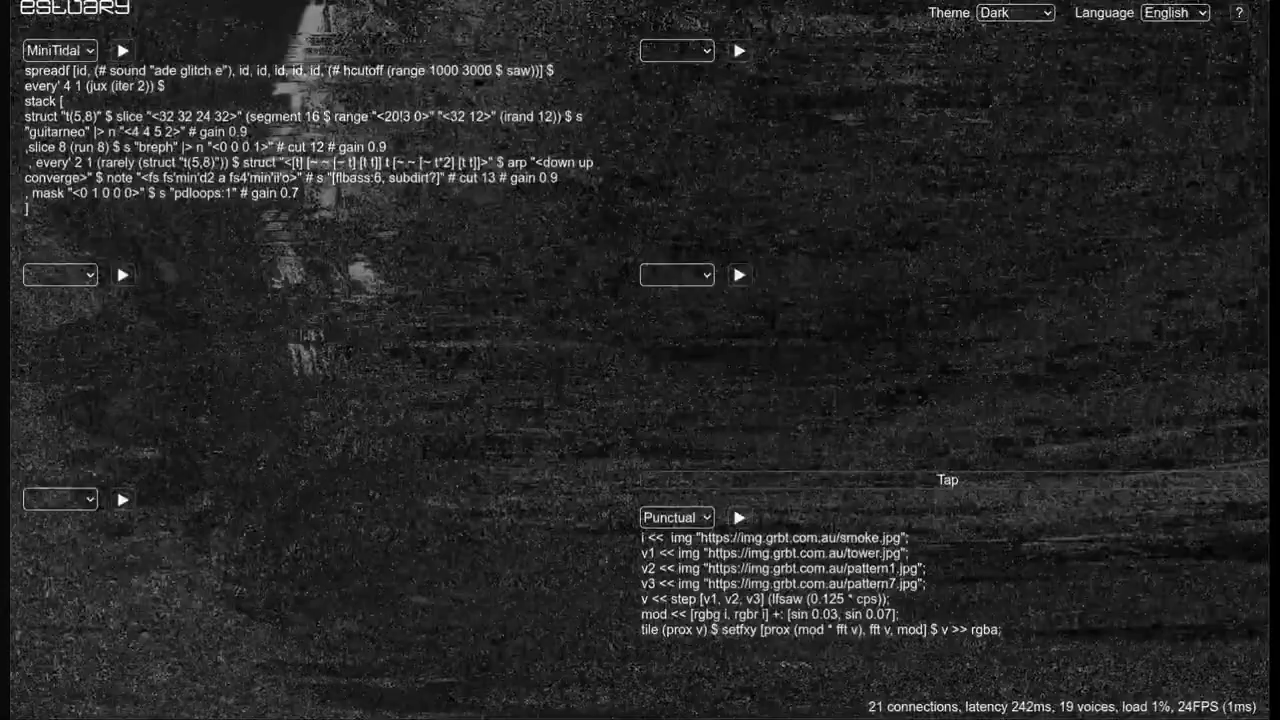 estuary
Theme Dark Language English ?
MiniTidal
spreadf [id, (# sound "ade glitch e"), id, id, id, id, id, (# hcutoff (range 1000 3000 $ saw))] $
every' 4 1 (jux (iter 2)) $
stack [
struct "t(5,8)" $ slice "<32 32 24 32>" (segment 16 $ range "<20!3 0>" "<32 12>" (irand 12)) $ s
"guitarneo" |> n "<4 4 5 2>" # gain 0.9
,slice 8 (run 8) $ s "breph" |> n "<0 0 0 1>" # cut 12 # gain 0.9
, every' 2 1 (rarely (struct "t(5,8)")) $ struct "<[t] [~ ~ [~ t] [t t]] t [~ ~ [~ t*2] [t t]]>" $ arp "<down up
converge>" $ note "<fs fs'min'd2 a fs4'min'ii'o>" # s "[flbass:6, subdirt?]" # cut 13 # gain 0.9
, mask "<0 1 0 0 0>" $ s "pdloops:1" # gain 0.7
]
Tap
Punctual
i << img "https://img.grbt.com.au/smoke.jpg";
v1 << img "https://img.grbt.com.au/tower.jpg";
v2 << img "https://img.grbt.com.au/pattern1.jpg";
v3 << img "https://img.grbt.com.au/pattern7.jpg";
v << step [v1, v2, v3] (lfsaw (0.125 * cps));
mod << [rgbg i, rgbr i] +: [sin 0.03, sin 0.07];
tile (prox v) $ setfxy [prox (mod * fft v), fft v, mod] $ v >> rgba;
21 connections, latency 242ms, 19 voices, load 1%, 24FPS (1ms)